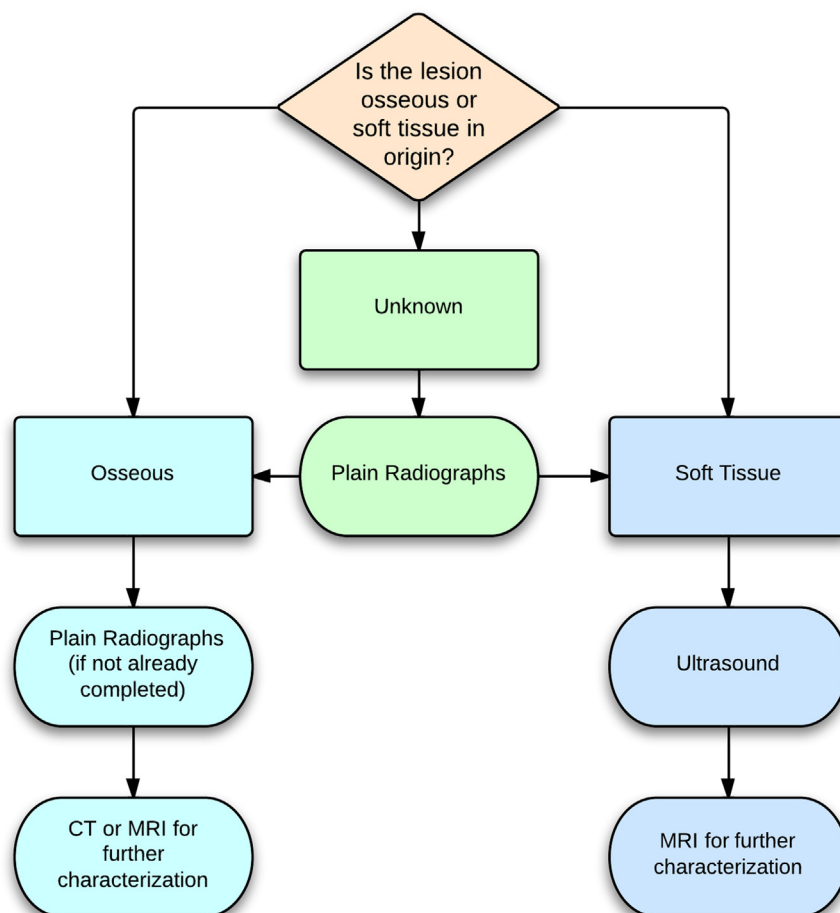 Is the lesion
osseous or
soft tissue in
origin?
Unknown
Osseous
Plain Radiographs
Soft Tissue
Plain Radiographs
(if not already
completed)
Ultrasound
CT or MRI for
further
characterization
MRI for further
characterization